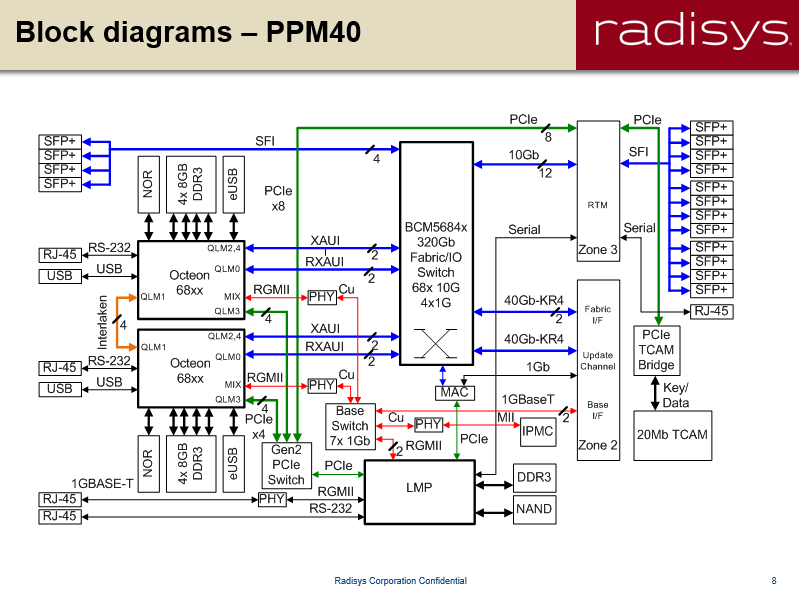 Block diagrams – PPM40
radisys.
PCIe
8
PCIe
SFP+
SFP+
SFP+
SFP+
SFI
4
10Gb
12
SFI
SFP+
SFP+
SFP+
SFP+
NOR
4x 8GB
DDR3
eUSB
PCIe
x8
RTM
Zone 3
SFP+
SFP+
SFP+
SFP+
BCM5684x
320Gb
Fabric/IO
Switch
68x 10G
4x1G
Serial
Serial
RJ-45
RS-232
USB
USB
Octeon
68xx
QLM2,4
QLM0
QLM1
MIX
QLM3
XAUI
2
RXAUI
2
RGMII
PHY
Cu
4
SFP+
SFP+
SFP+
SFP+
RJ-45
Interlaken
4
40Gb-KR4
2
Fabric
I/F
40Gb-KR4
Update
Channel
1Gb
Base
I/F
Zone 2
PCIe
TCAM
Bridge
Key/
Data
20Mb TCAM
RJ-45
RS-232
USB
USB
Octeon
68xx
QLM2,4
QLM0
QLM1
MIX
QLM3
XAUI
2
RXAUI
2
RGMII
PHY
Cu
4
PCIe
x4
MAC
1GBaseT
2
Base
Switch
7x 1Gb
Cu
PHY
MII
IPMC
2
RGMII
PCIe
NOR
4x 8GB
DDR3
eUSB
Gen2
PCIe
Switch
PCIe
LMP
DDR3
NAND
1GBASE-T
RJ-45
PHY
RGMII
RJ-45
RS-232
Radisys Corporation Confidential
8